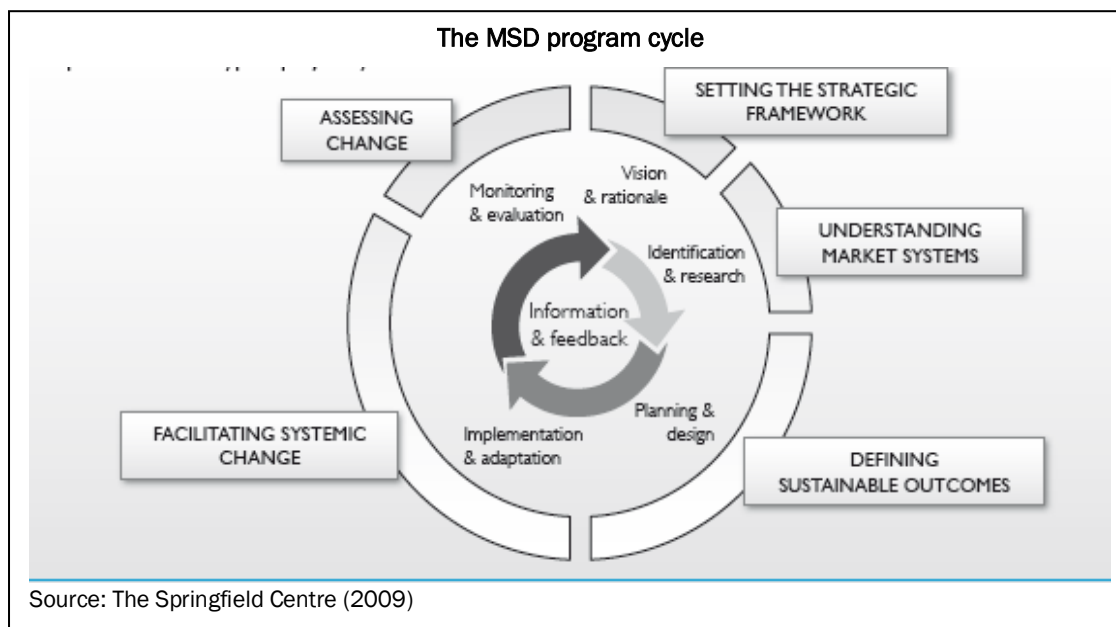 The MSD program cycle
ASSESSING
CHANGE
SETTING THE STRATEGIC
FRAMEWORK
Monitoring
& evaluation
Vision
& rationale
UNDERSTANDING
MARKET SYSTEMS
Identification
& research
Information
& feedback
Planning &
design
Implementation
& adaptation
FACILITATING SYSTEMIC
CHANGE
DEFINING
SUSTAINABLE OUTCOMES
Source: The Springfield Centre (2009)